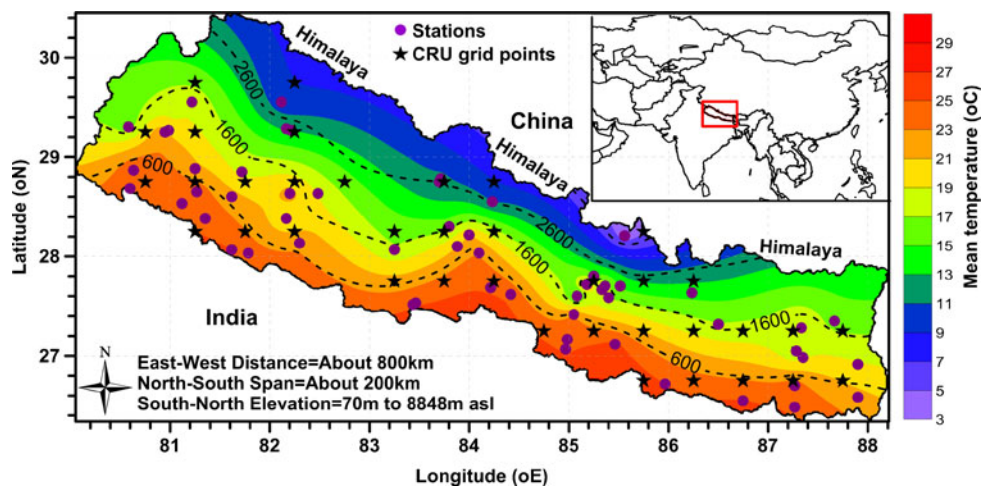 Stations
CRU grid points
Himalaya
China
Himalaya
Himalaya
India
2600
1600
600
2600
1600
1600
600
N
East-West Distance=About 800km
North-South Span=About 200km
South-North Elevation=70m to 8848m asl
Latitude (oN)
30
29
28
27
81
82
83
84
85
86
87
88
Longitude (oE)
29
27
25
23
21
19
17
15
13
11
9
7
5
3
Mean temperature (oC)